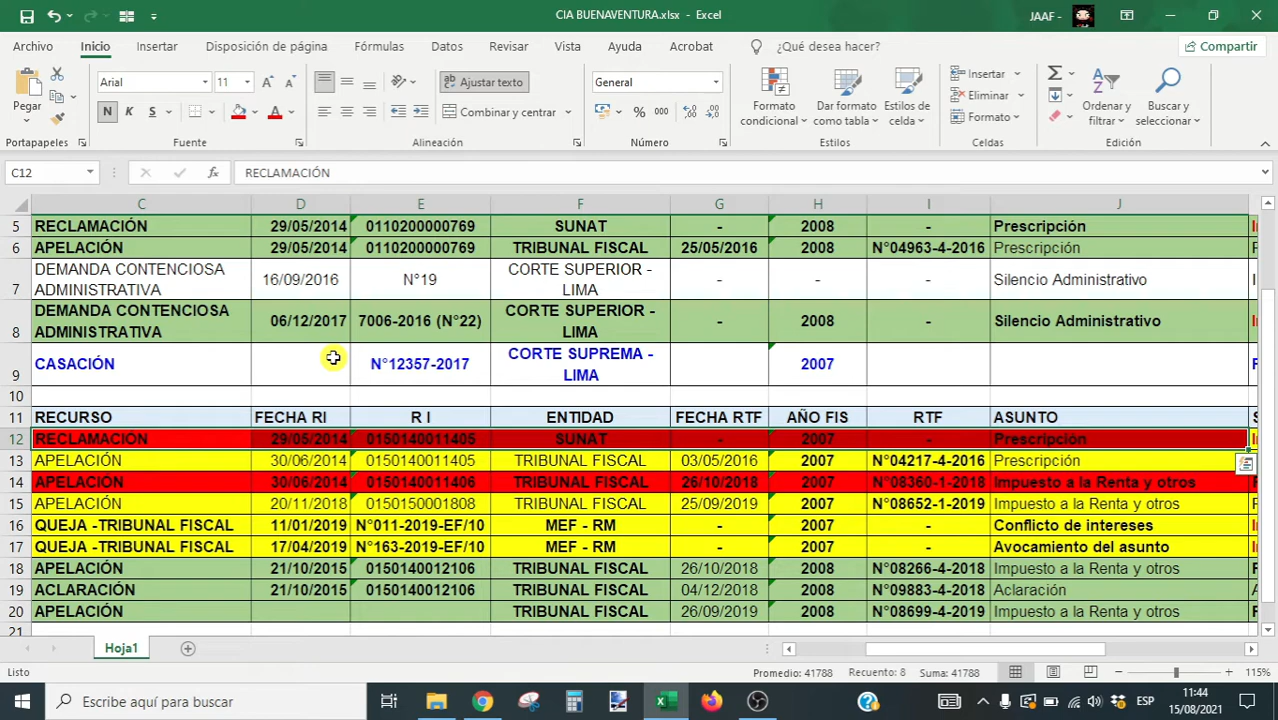 CIA BUENAVENTURA.xlsx - Excel
JAAF -
Archivo Inicio Insertar Disposición de página Fórmulas Datos Revisar Vista Ayuda Acrobat ¿Qué desea hacer? Compartir
Pegar
Arial 11
N K S
Ajustar texto
Combinar y centrar
General
% 000
Formato condicional
Dar formato como tabla
Estilos de celda
Insertar
Eliminar
Formato
Ordenar y filtrar
Buscar y seleccionar
Portapapeles Fuente Alineación Número Estilos Celdas Edición
C12 fx RECLAMACIÓN
C D E F G H I J
5 RECLAMACIÓN 29/05/2014 0110200000769 SUNAT - 2008 - Prescripción
6 APELACIÓN 29/05/2014 0110200000769 TRIBUNAL FISCAL 25/05/2016 2008 N°04963-4-2016 Prescripción
7 DEMANDA CONTENCIOSA ADMINISTRATIVA 16/09/2016 N°19 CORTE SUPERIOR - LIMA - - - Silencio Administrativo
8 DEMANDA CONTENCIOSA ADMINISTRATIVA 06/12/2017 7006-2016 (N°22) CORTE SUPERIOR - LIMA - 2008 - Silencio Administrativo
9 CASACIÓN N°12357-2017 CORTE SUPREMA - LIMA 2007
10
11 RECURSO FECHA RI R I ENTIDAD FECHA RTF AÑO FIS RTF ASUNTO
12 RECLAMACIÓN 29/05/2014 0150140011405 SUNAT - 2007 - Prescripción
13 APELACIÓN 30/06/2014 0150140011405 TRIBUNAL FISCAL 03/05/2016 2007 N°04217-4-2016 Prescripción
14 APELACIÓN 30/06/2014 0150140011406 TRIBUNAL FISCAL 26/10/2018 2007 N°08360-1-2018 Impuesto a la Renta y otros
15 APELACIÓN 20/11/2018 0150150001808 TRIBUNAL FISCAL 25/09/2019 2007 N°08652-1-2019 Impuesto a la Renta y otros
16 QUEJA -TRIBUNAL FISCAL 11/01/2019 N°011-2019-EF/10 MEF - RM - 2007 - Conflicto de intereses
17 QUEJA -TRIBUNAL FISCAL 17/04/2019 N°163-2019-EF/10 MEF - RM - 2007 - Avocamiento del asunto
18 APELACIÓN 21/10/2015 0150140012106 TRIBUNAL FISCAL 26/10/2018 2008 N°08266-4-2018 Impuesto a la Renta y otros
19 ACLARACIÓN 21/10/2015 0150140012106 TRIBUNAL FISCAL 04/12/2018 2008 N°09883-4-2018 Aclaración
20 APELACIÓN TRIBUNAL FISCAL 26/09/2019 2008 N°08699-4-2019 Impuesto a la Renta y otros
21
Hoja1
Listo Promedio: 41788 Recuento: 8 Suma: 41788 115%
Escribe aquí para buscar
ESP
11:44
15/08/2021